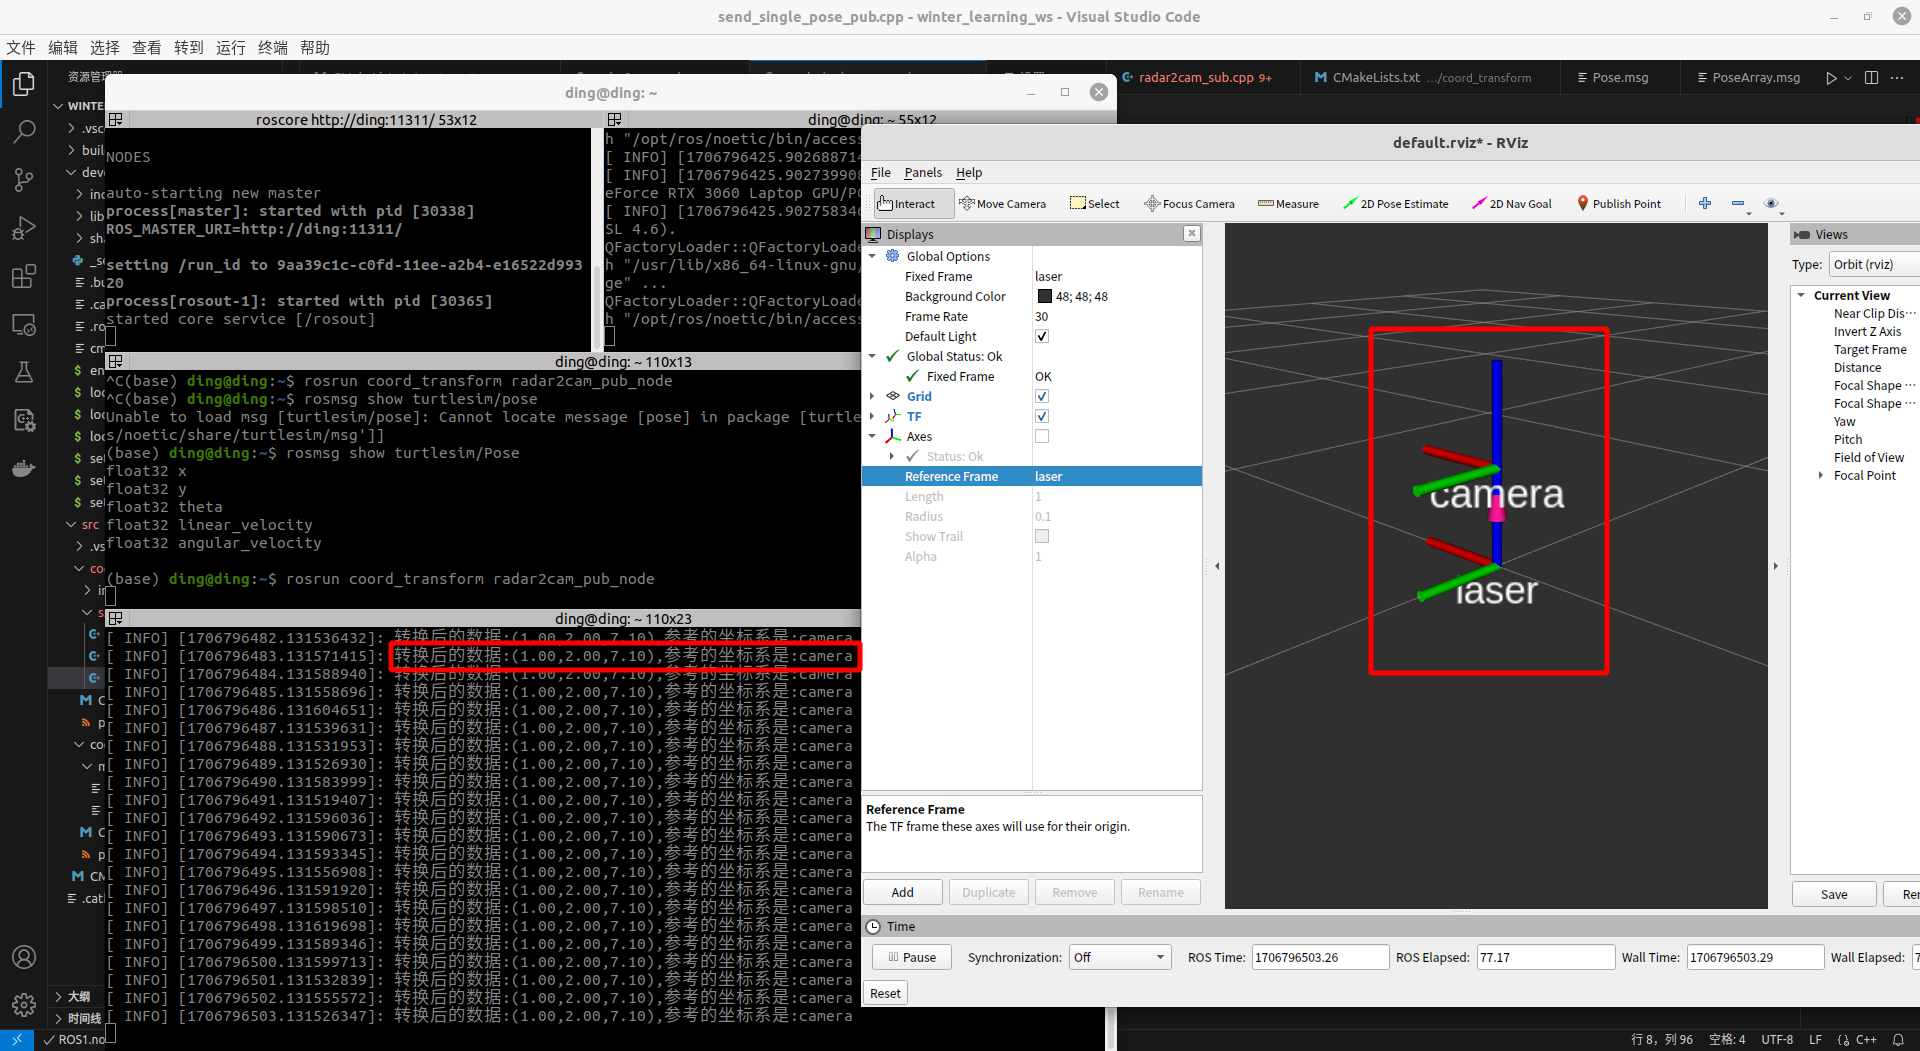 send_single_pose_pub.cpp - winter_learning_ws - Visual Studio Code
文件 编辑 选择 查看 转到 运行 终端 帮助
资源管理器
radar2cam_sub.cpp 9+
CMakeLists.txt .../coord_transform
Pose.msg
PoseArray.msg
WINTE
.vsc
buil
dev
inc
lib
sha
_se
.bu
.ca
.ro
cm
en
loc
loc
loc
set
set
set
src
.vs
co
in
s
C
p
co
m
C
p
CM
.catl
大纲
时间线
ROS1.no
ding@ding: ~
roscore http://ding:11311/ 53x12
NODES
auto-starting new master
process[master]: started with pid [30338]
ROS_MASTER_URI=http://ding:11311/
setting /run_id to 9aa39c1c-c0fd-11ee-a2b4-e16522d993
20
process[rosout-1]: started with pid [30365]
started core service [/rosout]
ding@ding: ~ 55x12
h "/opt/ros/noetic/bin/access
[ INFO] [1706796425.902688714
[ INFO] [1706796425.902739908
eForce RTX 3060 Laptop GPU/PC
[ INFO] [1706796425.902758346
SL 4.6).
QFactoryLoader::QFactoryLoade
h "/usr/lib/x86_64-linux-gnu/
ge" ...
QFactoryLoader::QFactoryLoade
h "/opt/ros/noetic/bin/access
ding@ding: ~ 110x13
^C(base) ding@ding:~$ rosrun coord_transform radar2cam_pub_node
^C(base) ding@ding:~$ rosmsg show turtlesim/pose
Unable to load msg [turtlesim/pose]: Cannot locate message [pose] in package [turtle
s/noetic/share/turtlesim/msg']]
(base) ding@ding:~$ rosmsg show turtlesim/Pose
float32 x
float32 y
float32 theta
float32 linear_velocity
float32 angular_velocity
(base) ding@ding:~$ rosrun coord_transform radar2cam_pub_node
ding@ding: ~ 110x23
[ INFO] [1706796482.131536432]: 转换后的数据:(1.00,2.00,7.10),参考的坐标系是:camera
[ INFO] [1706796483.131571415]: 转换后的数据:(1.00,2.00,7.10),参考的坐标系是:camera
[ INFO] [1706796484.131588940]: 转换后的数据:(1.00,2.00,7.10),参考的坐标系是:camera
[ INFO] [1706796485.131558696]: 转换后的数据:(1.00,2.00,7.10),参考的坐标系是:camera
[ INFO] [1706796486.131604651]: 转换后的数据:(1.00,2.00,7.10),参考的坐标系是:camera
[ INFO] [1706796487.131539631]: 转换后的数据:(1.00,2.00,7.10),参考的坐标系是:camera
[ INFO] [1706796488.131531953]: 转换后的数据:(1.00,2.00,7.10),参考的坐标系是:camera
[ INFO] [1706796489.131526930]: 转换后的数据:(1.00,2.00,7.10),参考的坐标系是:camera
[ INFO] [1706796490.131583999]: 转换后的数据:(1.00,2.00,7.10),参考的坐标系是:camera
[ INFO] [1706796491.131519407]: 转换后的数据:(1.00,2.00,7.10),参考的坐标系是:camera
[ INFO] [1706796492.131596036]: 转换后的数据:(1.00,2.00,7.10),参考的坐标系是:camera
[ INFO] [1706796493.131590673]: 转换后的数据:(1.00,2.00,7.10),参考的坐标系是:camera
[ INFO] [1706796494.131593345]: 转换后的数据:(1.00,2.00,7.10),参考的坐标系是:camera
[ INFO] [1706796495.131556908]: 转换后的数据:(1.00,2.00,7.10),参考的坐标系是:camera
[ INFO] [1706796496.131591920]: 转换后的数据:(1.00,2.00,7.10),参考的坐标系是:camera
[ INFO] [1706796497.131598510]: 转换后的数据:(1.00,2.00,7.10),参考的坐标系是:camera
[ INFO] [1706796498.131619698]: 转换后的数据:(1.00,2.00,7.10),参考的坐标系是:camera
[ INFO] [1706796499.131589346]: 转换后的数据:(1.00,2.00,7.10),参考的坐标系是:camera
[ INFO] [1706796500.131599713]: 转换后的数据:(1.00,2.00,7.10),参考的坐标系是:camera
[ INFO] [1706796501.131532839]: 转换后的数据:(1.00,2.00,7.10),参考的坐标系是:camera
[ INFO] [1706796502.131555572]: 转换后的数据:(1.00,2.00,7.10),参考的坐标系是:camera
[ INFO] [1706796503.131526347]: 转换后的数据:(1.00,2.00,7.10),参考的坐标系是:camera
default.rviz* - RViz
File Panels Help
Interact Move Camera Select Focus Camera Measure 2D Pose Estimate 2D Nav Goal Publish Point
Displays
Global Options
Fixed Frame laser
Background Color 48; 48; 48
Frame Rate 30
Default Light
Global Status: Ok
Fixed Frame OK
Grid
TF
Axes
Status: Ok
Reference Frame laser
Length 1
Radius 0.1
Show Trail
Alpha 1
Reference Frame
The TF frame these axes will use for their origin.
Add Duplicate Remove Rename
camera
laser
Views
Type: Orbit (rviz)
Current View
Near Clip Dis···
Invert Z Axis
Target Frame
Distance
Focal Shape ···
Focal Shape ···
Yaw
Pitch
Field of View
Focal Point
Save Rer
Time
Pause Synchronization: Off ROS Time: 1706796503.26 ROS Elapsed: 77.17 Wall Time: 1706796503.29 Wall Elapsed: 7
Reset
行 8，列 96 空格: 4 UTF-8 LF {} C++